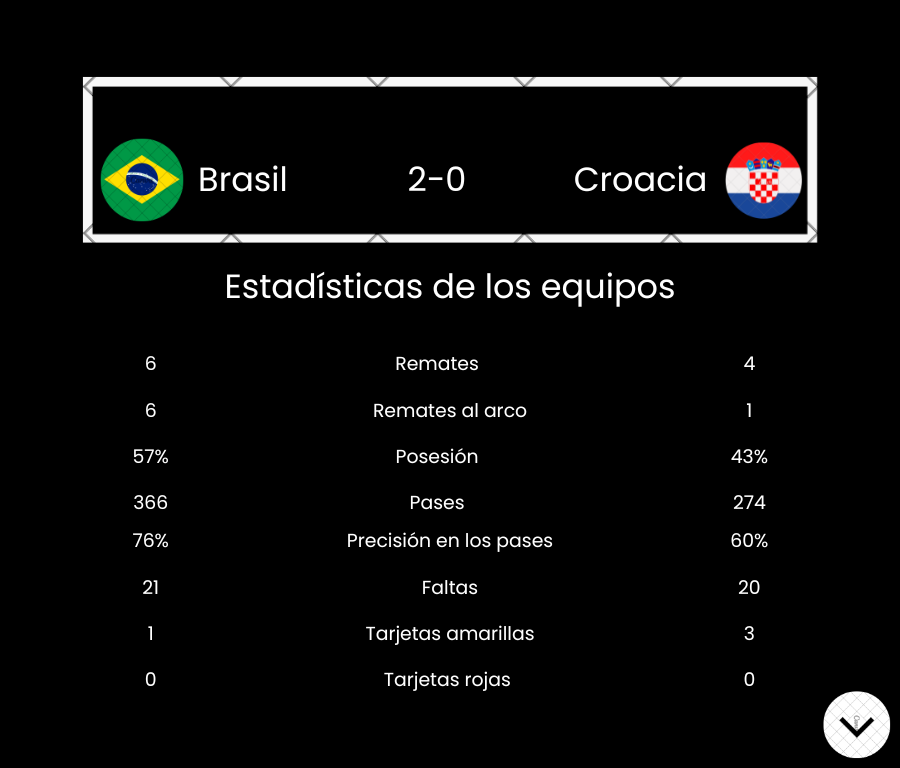 Brasil 2-0 Croacia
Estadísticas de los equipos
6 Remates 4
6 Remates al arco 1
57% Posesión 43%
366 Pases 274
76% Precisión en los pases 60%
21 Faltas 20
1 Tarjetas amarillas 3
0 Tarjetas rojas 0